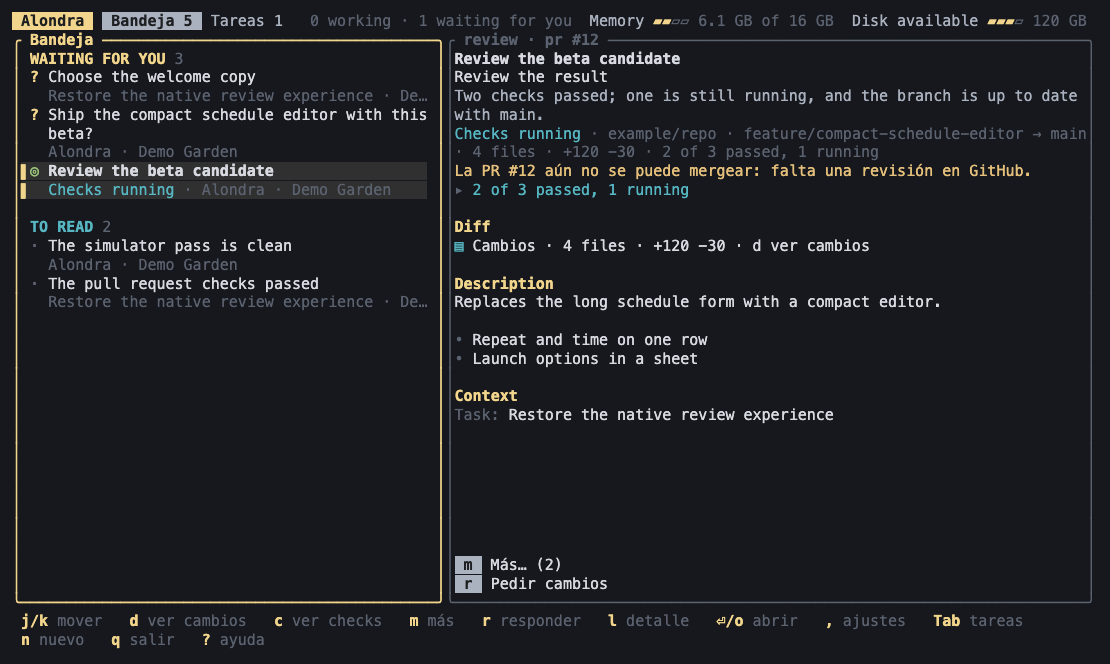 Alondra Bandeja 5 Tareas 1 0 working · 1 waiting for you Memory 6.1 GB of 16 GB Disk available 120 GB
Bandeja
WAITING FOR YOU 3
? Choose the welcome copy
Restore the native review experience · De…
? Ship the compact schedule editor with this
beta?
Alondra · Demo Garden
◎ Review the beta candidate
Checks running · Alondra · Demo Garden
TO READ 2
· The simulator pass is clean
Alondra · Demo Garden
· The pull request checks passed
Restore the native review experience · De…
review · pr #12
Review the beta candidate
Review the result
Two checks passed; one is still running, and the branch is up to date
with main.
Checks running · example/repo · feature/compact-schedule-editor → main
· 4 files · +120 −30 · 2 of 3 passed, 1 running
La PR #12 aún no se puede mergear: falta una revisión en GitHub.
▸ 2 of 3 passed, 1 running
Diff
▤ Cambios · 4 files · +120 −30 · d ver cambios
Description
Replaces the long schedule form with a compact editor.
• Repeat and time on one row
• Launch options in a sheet
Context
Task: Restore the native review experience
m Más… (2)
r Pedir cambios
j/k mover d ver cambios c ver checks m más r responder l detalle ⏎/o abrir , ajustes Tab tareas
n nuevo q salir ? ayuda